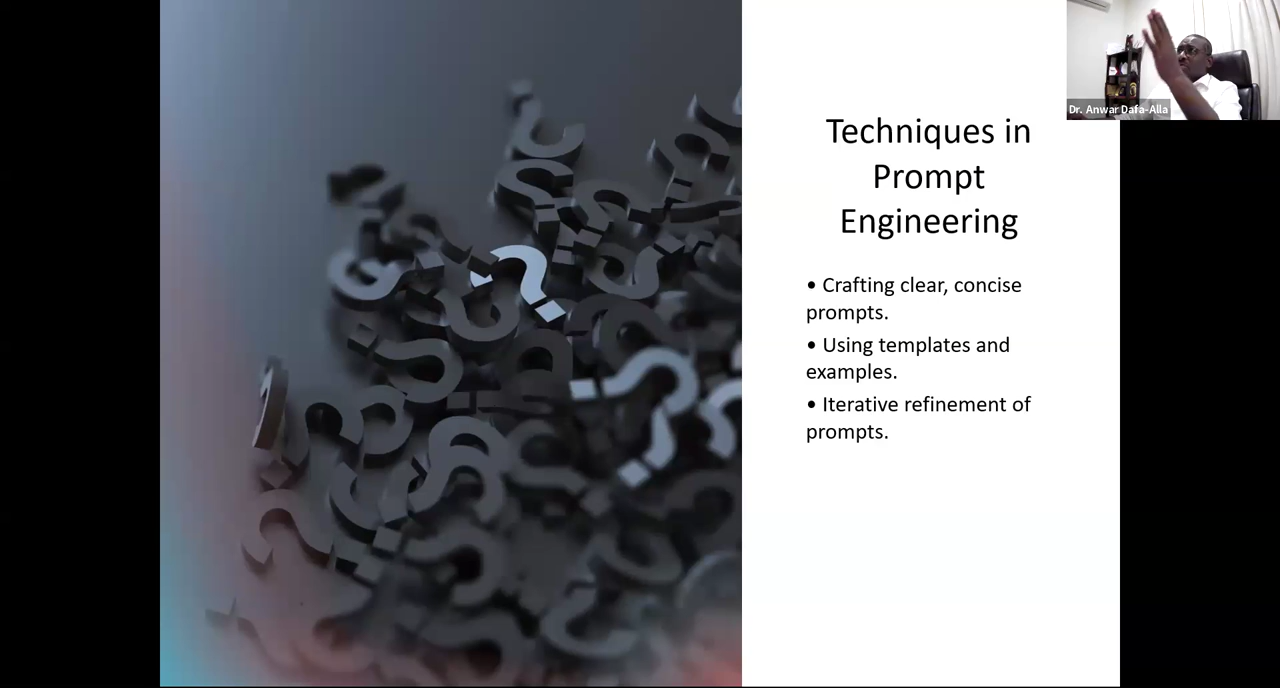 Dr. Anwar Dafa-Alla
Techniques in
Prompt
Engineering
• Crafting clear, concise
prompts.
• Using templates and
examples.
• Iterative refinement of
prompts.